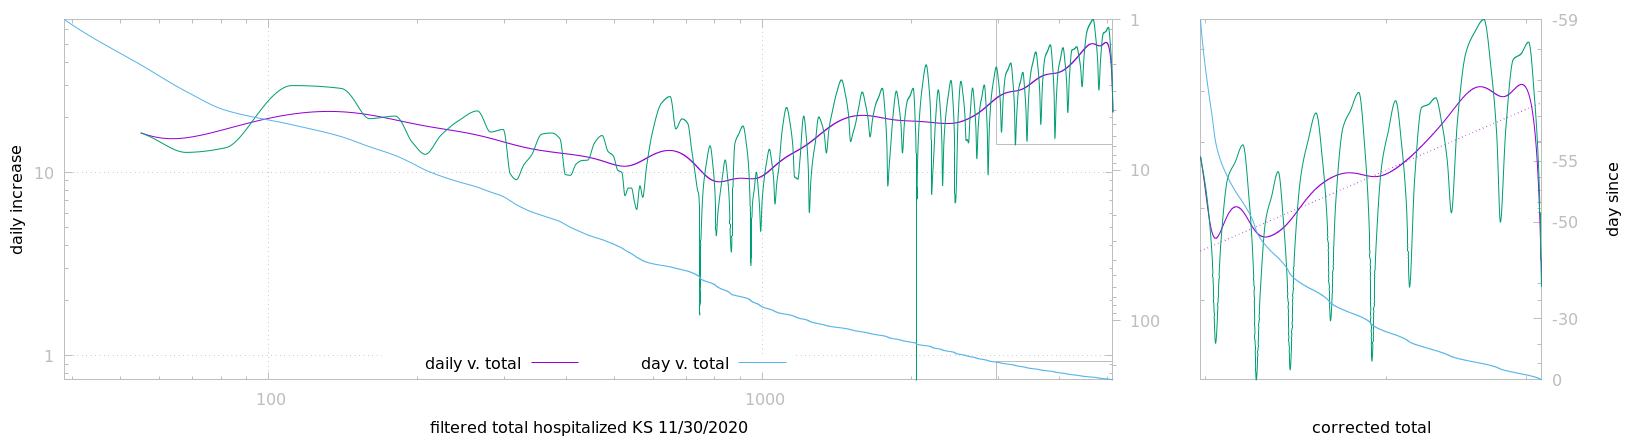 daily increase
10
1
100
1000
daily v. total
day v. total
1
10
100
filtered total hospitalized KS 11/30/2020
-59
-55
-50
-30
0
day since
corrected total